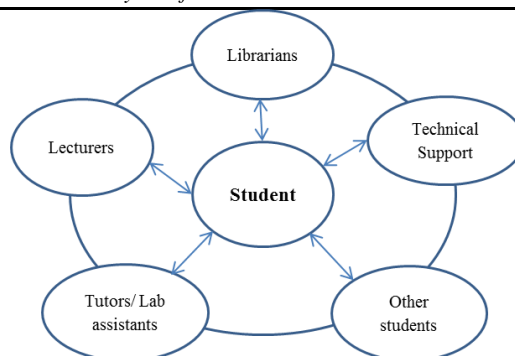 Librarians
Technical
Support
Lecturers
Student
Tutors/ Lab
assistants
Other
students